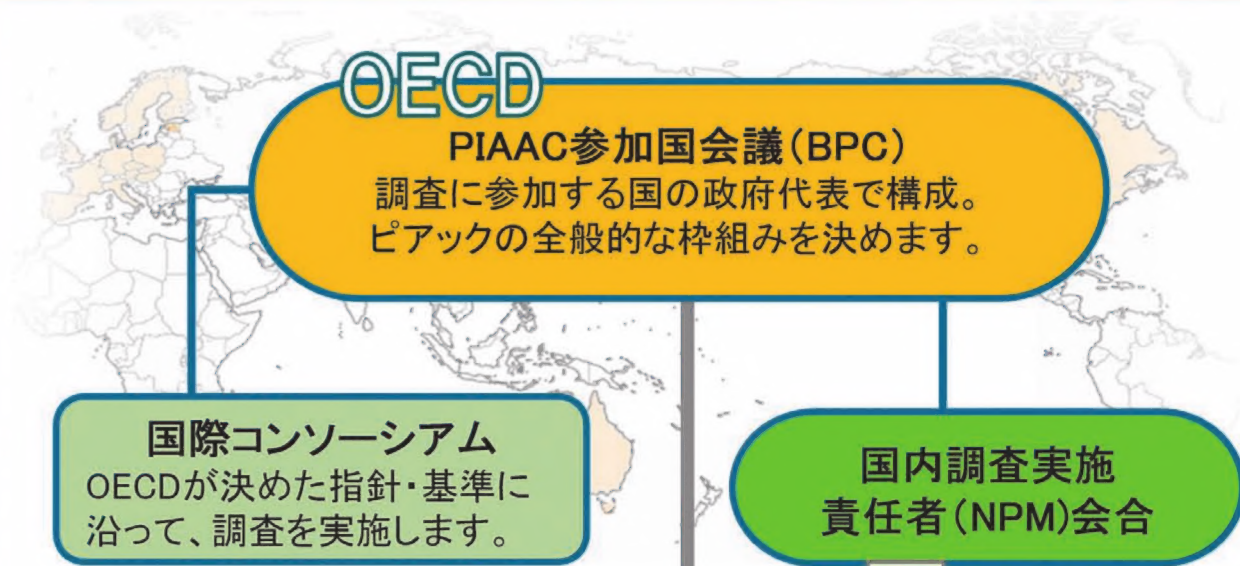 OECD
PIAAC参加国会議(BPC)
調査に参加する国の政府代表で構成。
ピアックの全般的な枠組みを決めます。
国際コンソーシアム
OECDが決めた指針・基準に
沿って、調査を実施します。
国内調査実施
責任者(NPM)会合